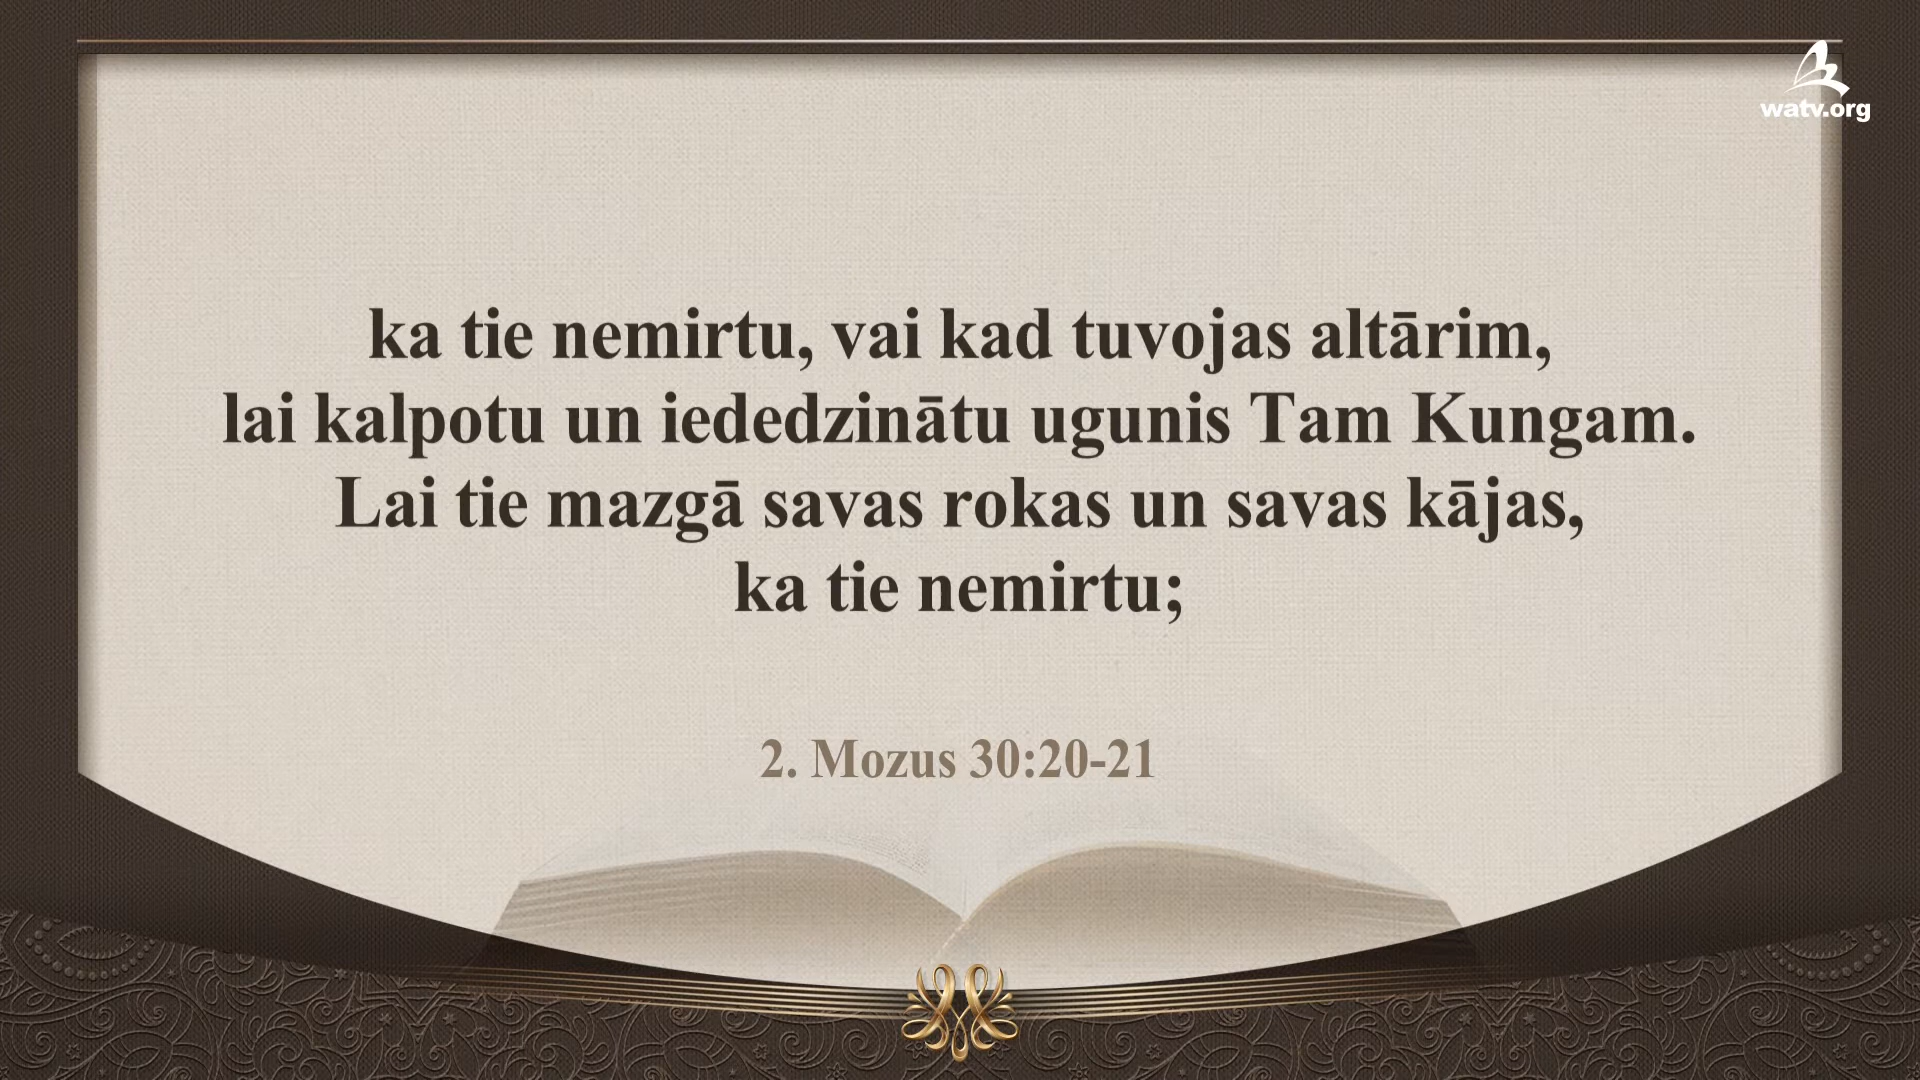 watv.org
ka tie nemirtu, vai kad tuvojas altārim,
lai kalpotu un iededzinātu ugunis Tam Kungam.
Lai tie mazgā savas rokas un savas kājas,
ka tie nemirtu;
2. Mozus 30:20-21